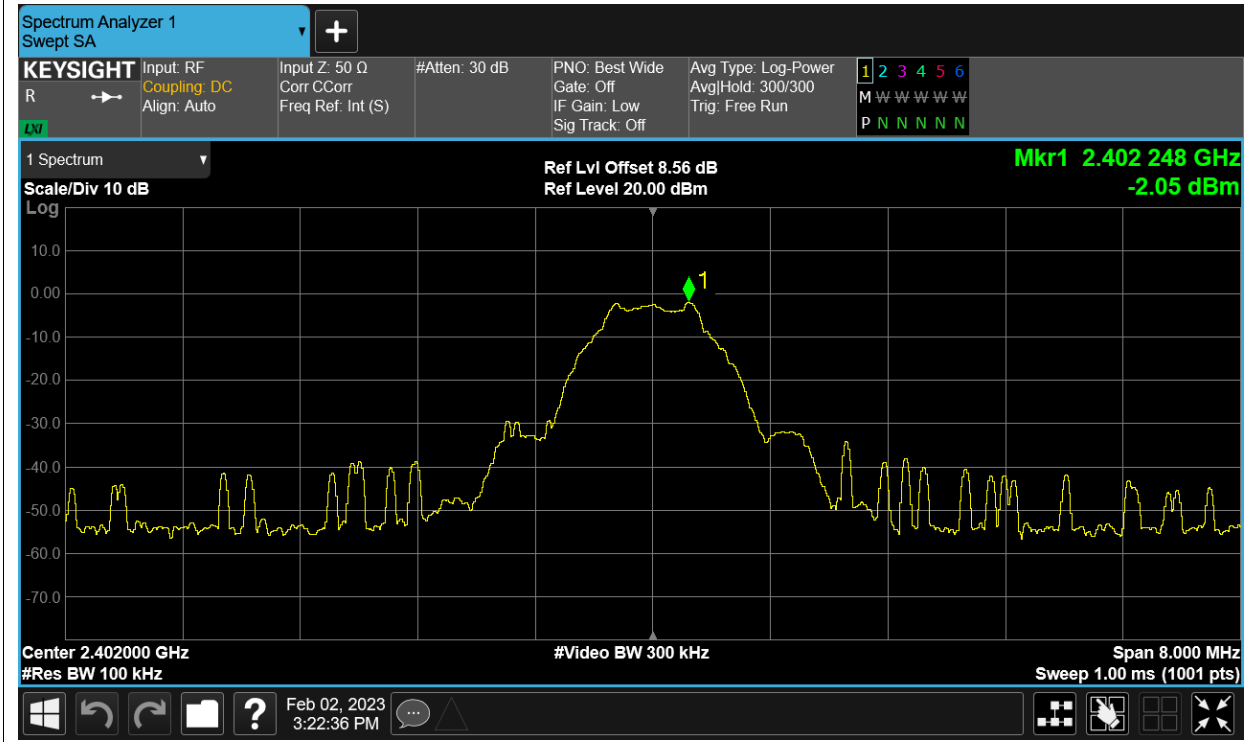 Spectrum Analyzer 1
Swept SA
KEYSIGHT
R
LXI
Input: RF
Coupling: DC
Align: Auto
Input Z: 50 Ω
Corr CCorr
Freq Ref: Int (S)
#Atten: 30 dB
PNO: Best Wide
Gate: Off
IF Gain: Low
Sig Track: Off
Avg Type: Log-Power
Avg|Hold: 300/300
Trig: Free Run
1 2 3 4 5 6
M W W W W W W
P N N N N N N
1 Spectrum
Scale/Div 10 dB
Log
Ref Lvl Offset 8.56 dB
Ref Level 20.00 dBm
Mkr1 2.402 248 GHz
-2.05 dBm
1
10.0
0.00
-10.0
-20.0
-30.0
-40.0
-50.0
-60.0
-70.0
Center 2.402000 GHz
#Res BW 100 kHz
#Video BW 300 kHz
Span 8.000 MHz
Sweep 1.00 ms (1001 pts)
?
Feb 02, 2023
3:22:36 PM